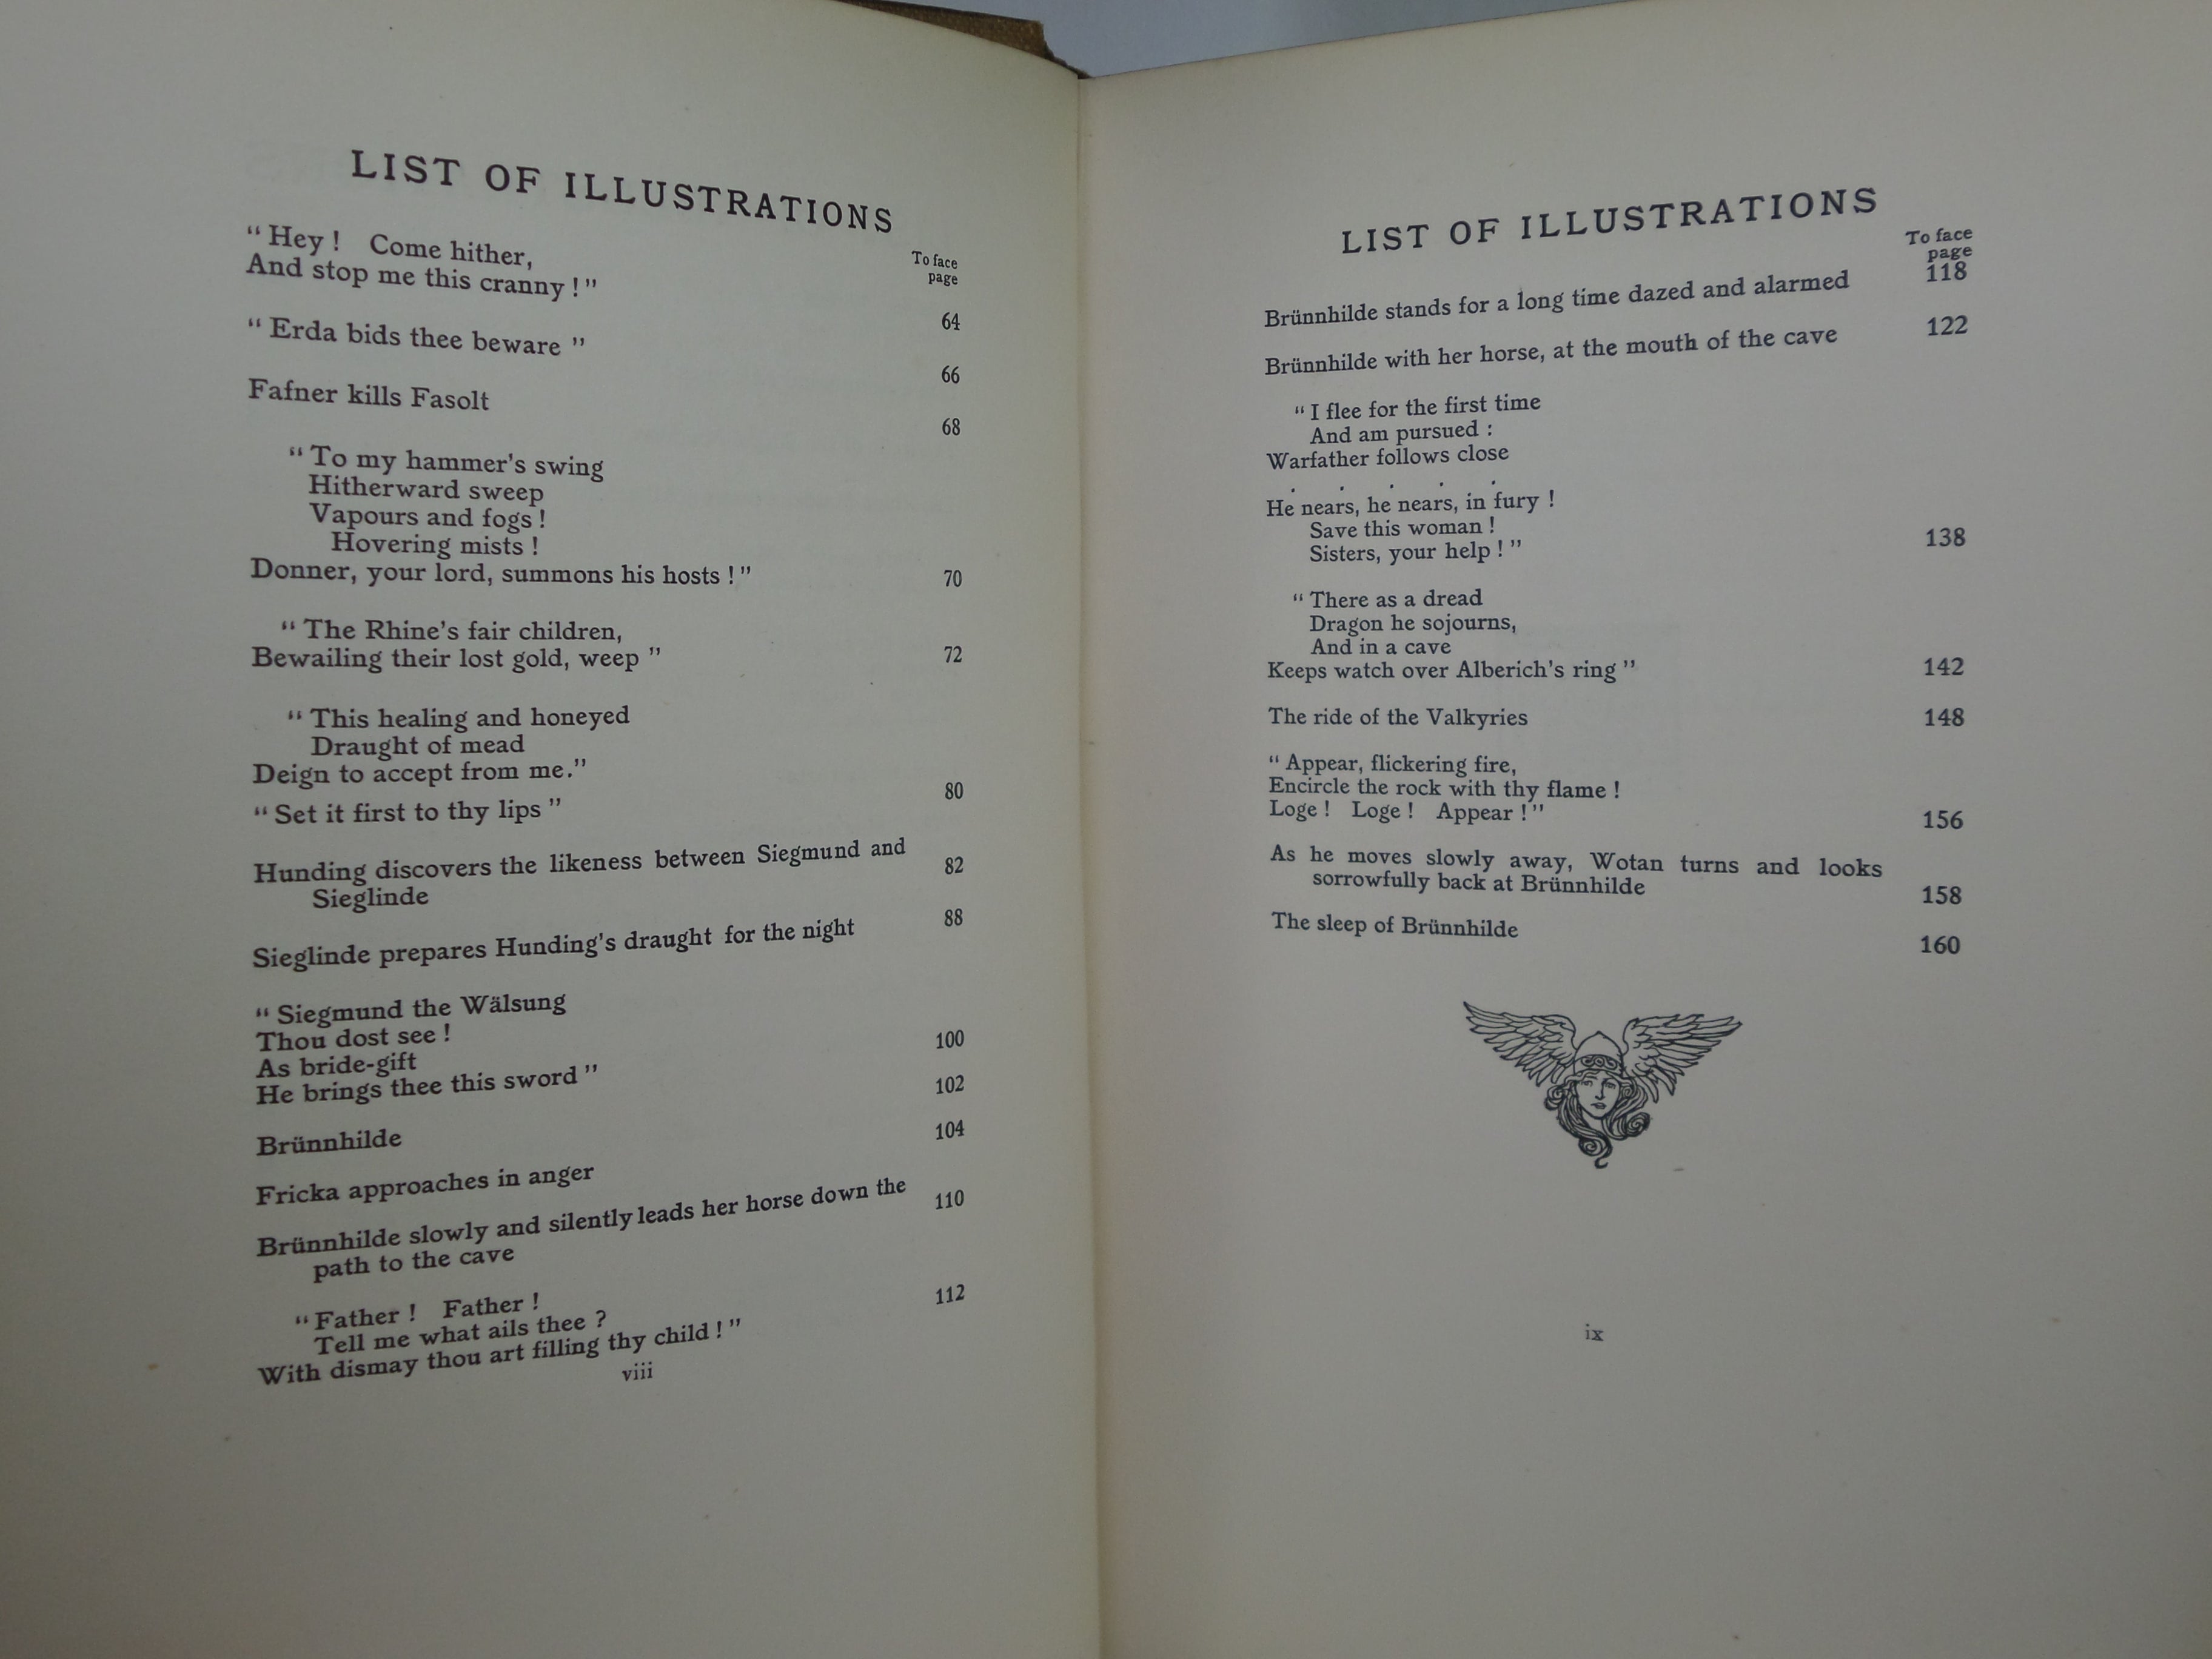 LIST OF ILLUSTRATIONS
To face
page
“Hey! Come hither,
And stop me this cranny!” 64
“Erda bids thee beware” 66
Fafner kills Fasolt 68
“To my hammer's swing
Hitherward sweep
Vapours and fogs!
Hovering mists!
Donner, your lord, summons his hosts!” 70
“The Rhine's fair children,
Bewailing their lost gold, weep” 72
“This healing and honeyed
Draught of mead
Deign to accept from me.”
“Set it first to thy lips” 80
Hunding discovers the likeness between Siegmund and
Sieglinde 82
Sieglinde prepares Hunding's draught for the night 88
“Siegmund the Wälsung
Thou dost see!
As bride-gift
He brings thee this sword” 100
Brünnhilde 102
Fricka approaches in anger 104
Brünnhilde slowly and silently leads her horse down the
path to the cave 110
“Father! Father!
Tell me what ails thee?
With dismay thou art filling thy child!” 112
viii
LIST OF ILLUSTRATIONS
To face
page
Brünnhilde stands for a long time dazed and alarmed 118
Brünnhilde with her horse, at the mouth of the cave 122
“I flee for the first time
And am pursued:
Warfather follows close
. . . . .
He nears, he nears, in fury!
Save this woman!
Sisters, your help!” 138
“There as a dread
Dragon he sojourns,
And in a cave
Keeps watch over Alberich's ring” 142
The ride of the Valkyries 148
“Appear, flickering fire,
Encircle the rock with thy flame!
Loge! Loge! Appear!” 156
As he moves slowly away, Wotan turns and looks
sorrowfully back at Brünnhilde 158
The sleep of Brünnhilde 160
ix